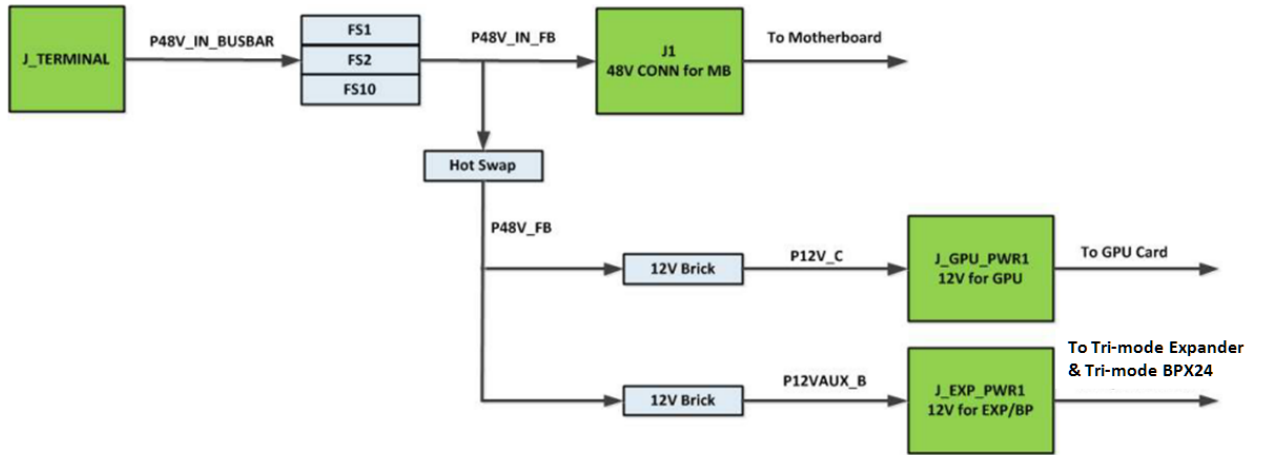 J_TERMINAL
P48V_IN_BUSBAR
FS1
FS2
FS10
P48V_IN_FB
J1
48V CONN for MB
To Motherboard
Hot Swap
P48V_FB
12V Brick
P12V_C
J_GPU_PWR1
12V for GPU
To GPU Card
12V Brick
P12VAUX_B
J_EXP_PWR1
12V for EXP/BP
To Tri-mode Expander
& Tri-mode BPX24